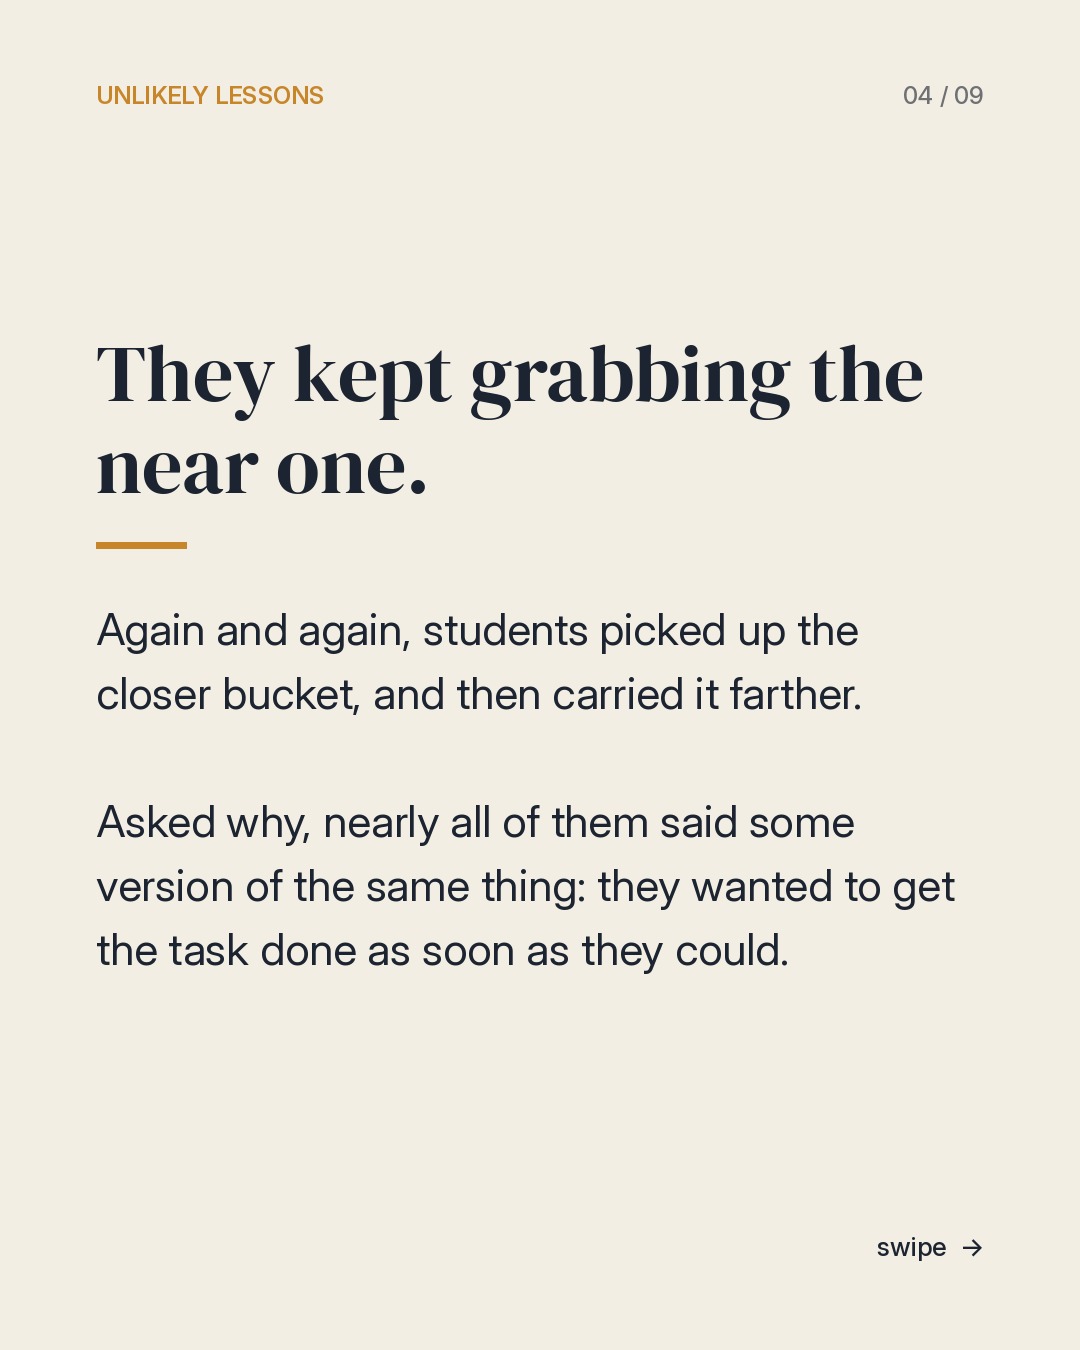 UNLIKELY LESSONS
04 / 09
They kept grabbing the
near one.
Again and again, students picked up the
closer bucket, and then carried it farther.
Asked why, nearly all of them said some
version of the same thing: they wanted to get
the task done as soon as they could.
swipe →